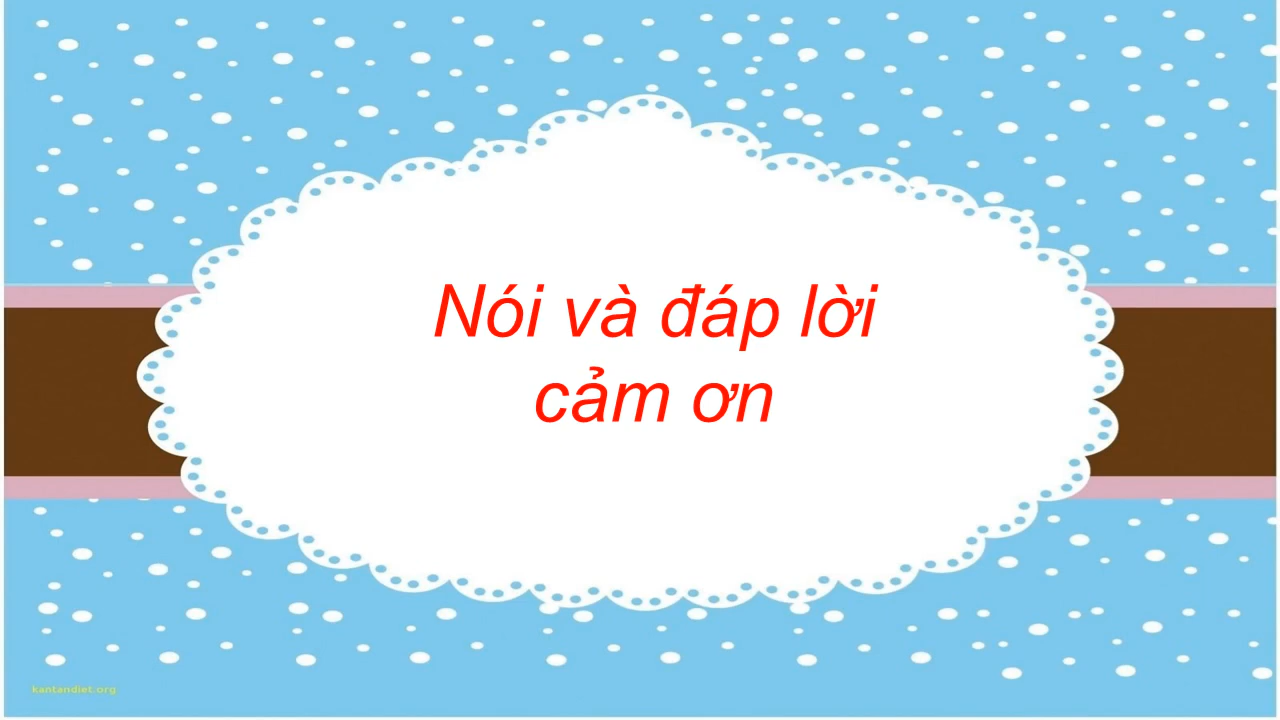 Nói và đáp lời
cảm ơn
kantandiet.org